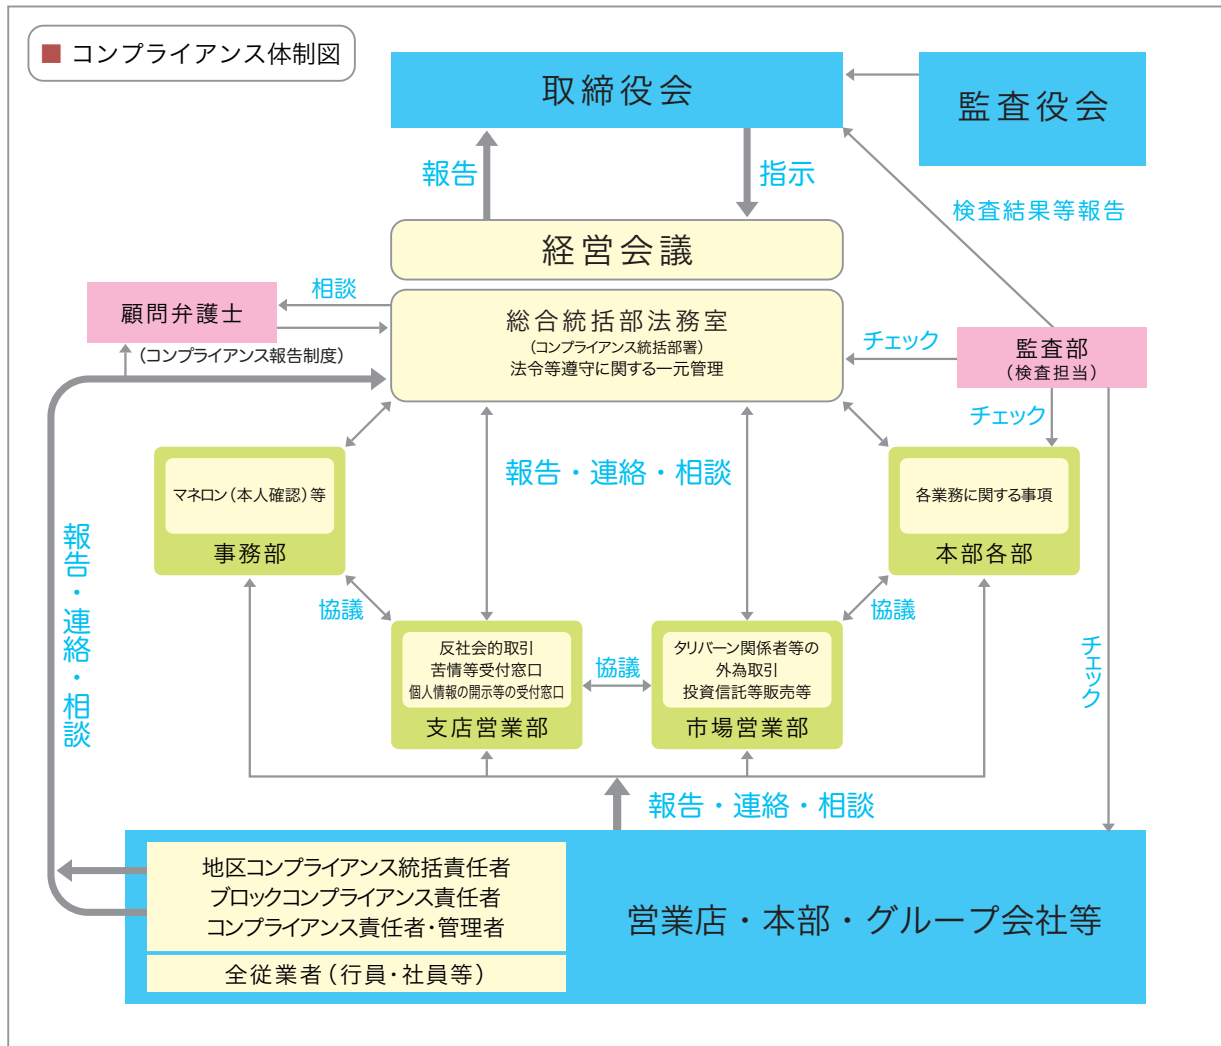 ■ コンプライアンス体制図
取締役会
監査役会
報告
指示
検査結果等報告
経営会議
相談
顧問弁護士
(コンプライアンス報告制度)
総合統括部法務室
(コンプライアンス統括部署)
法令等遵守に関する一元管理
チェック
監査部
(検査担当)
チェック
報告・連絡・相談
マネロン(本人確認)等
事務部
各業務に関する事項
本部各部
報告・連絡・相談
協議
協議
反社会的取引
苦情等受付窓口
個人情報の開示等の受付窓口
支店営業部
協議
タリバーン関係者等の
外為取引
投資信託等販売等
市場営業部
チェック
報告・連絡・相談
地区コンプライアンス統括責任者
ブロックコンプライアンス責任者
コンプライアンス責任者・管理者
全従業者(行員・社員等)
営業店・本部・グループ会社等